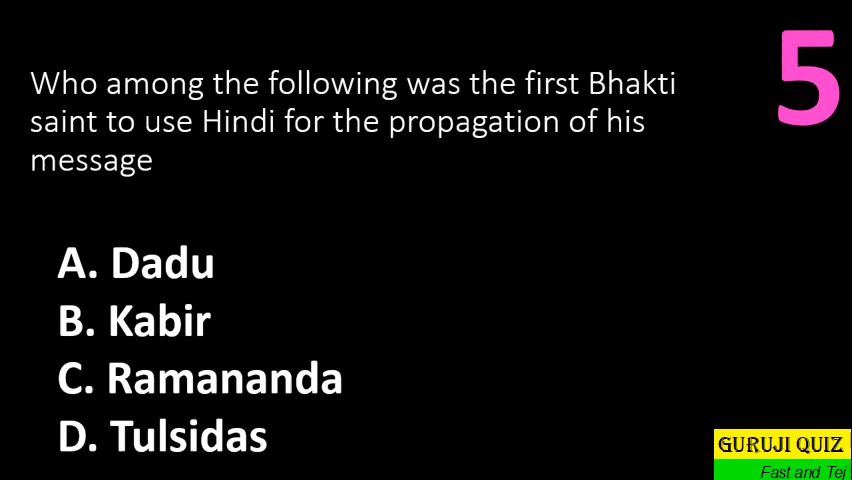 5
Who among the following was the first Bhakti
saint to use Hindi for the propagation of his
message
A. Dadu
B. Kabir
C. Ramananda
D. Tulsidas
GURUJI QUIZ
Fast and Tej